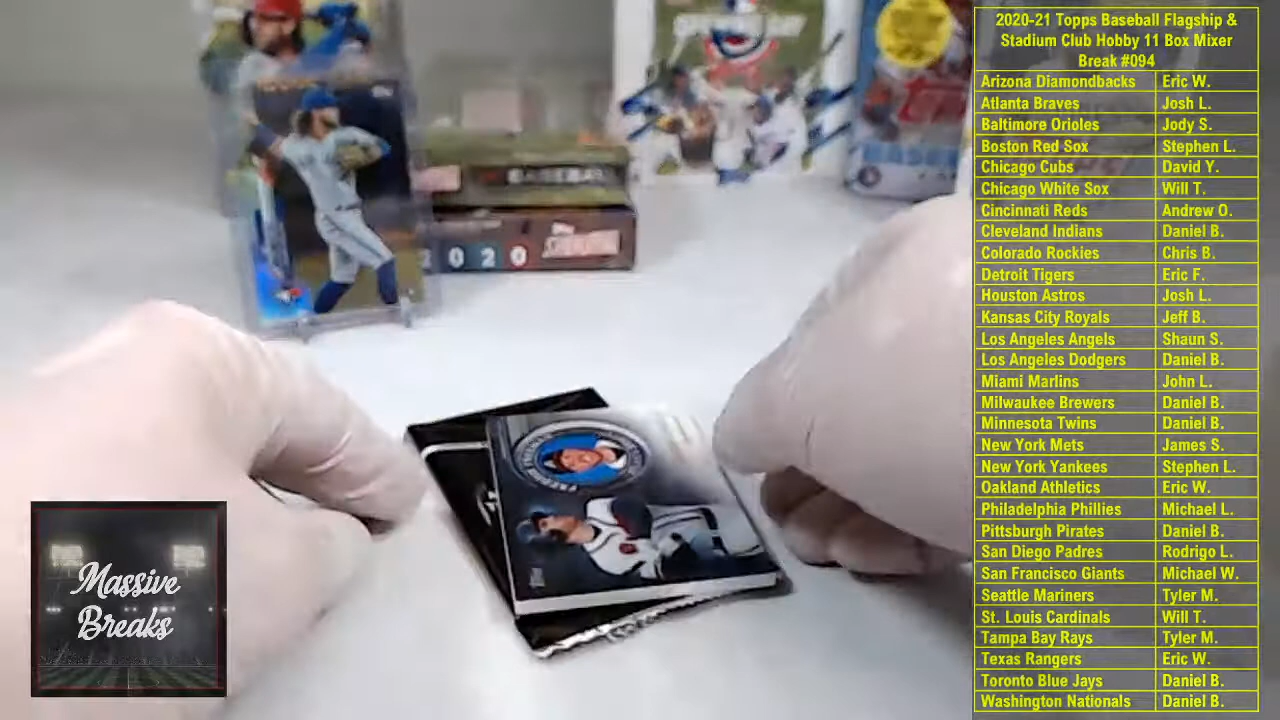 2020-21 Topps Baseball Flagship &
Stadium Club Hobby 11 Box Mixer
Break #094
Arizona Diamondbacks Eric W.
Atlanta Braves Josh L.
Baltimore Orioles Jody S.
Boston Red Sox Stephen L.
Chicago Cubs David Y.
Chicago White Sox Will T.
Cincinnati Reds Andrew O.
Cleveland Indians Daniel B.
Colorado Rockies Chris B.
Detroit Tigers Eric F.
Houston Astros Josh L.
Kansas City Royals Jeff B.
Los Angeles Angels Shaun S.
Los Angeles Dodgers Daniel B.
Miami Marlins John L.
Milwaukee Brewers Daniel B.
Minnesota Twins Daniel B.
New York Mets James S.
New York Yankees Stephen L.
Oakland Athletics Eric W.
Philadelphia Phillies Michael L.
Pittsburgh Pirates Daniel B.
San Diego Padres Rodrigo L.
San Francisco Giants Michael W.
Seattle Mariners Tyler M.
St. Louis Cardinals Will T.
Tampa Bay Rays Tyler M.
Texas Rangers Eric W.
Toronto Blue Jays Daniel B.
Washington Nationals Daniel B.
BASEBALL
2020
Massive
Breaks